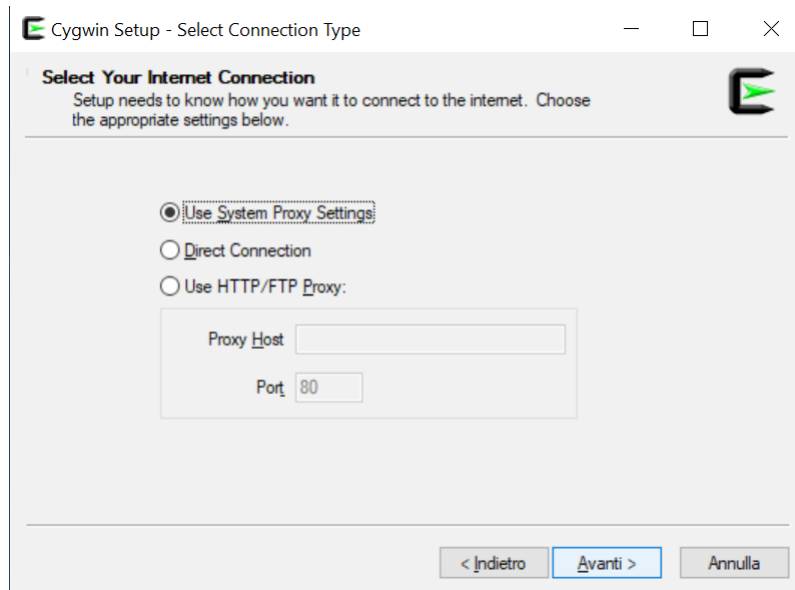 Cygwin Setup - Select Connection Type
Select Your Internet Connection
Setup needs to know how you want it to connect to the internet. Choose
the appropriate settings below.
Use System Proxy Settings
Direct Connection
Use HTTP/FTP Proxy:
Proxy Host
Port 80
< Indietro Avanti > Annulla